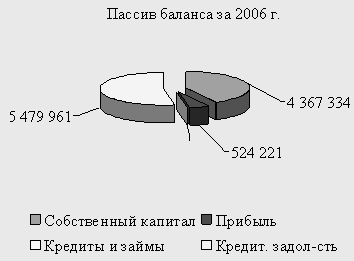 Пассив баланса за 2006 г.
4 367 334
5 479 961
524 221
Собственный капитал Прибыль
Кредиты и займы Кредит. задол-сть